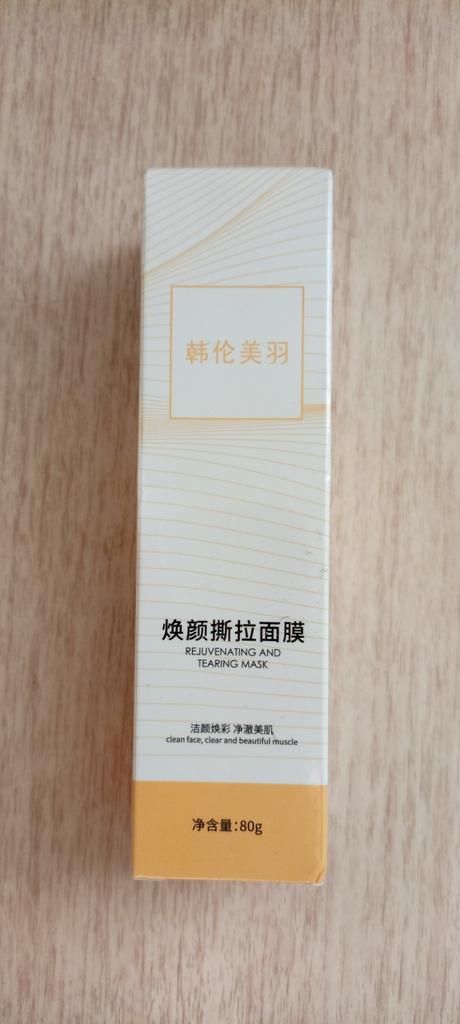 韩伦美羽
焕颜撕拉面膜
REJUVENATING AND
TEARING MASK
洁颜焕彩 净澈美肌
clean face, clear and beautiful muscle
净含量:80g